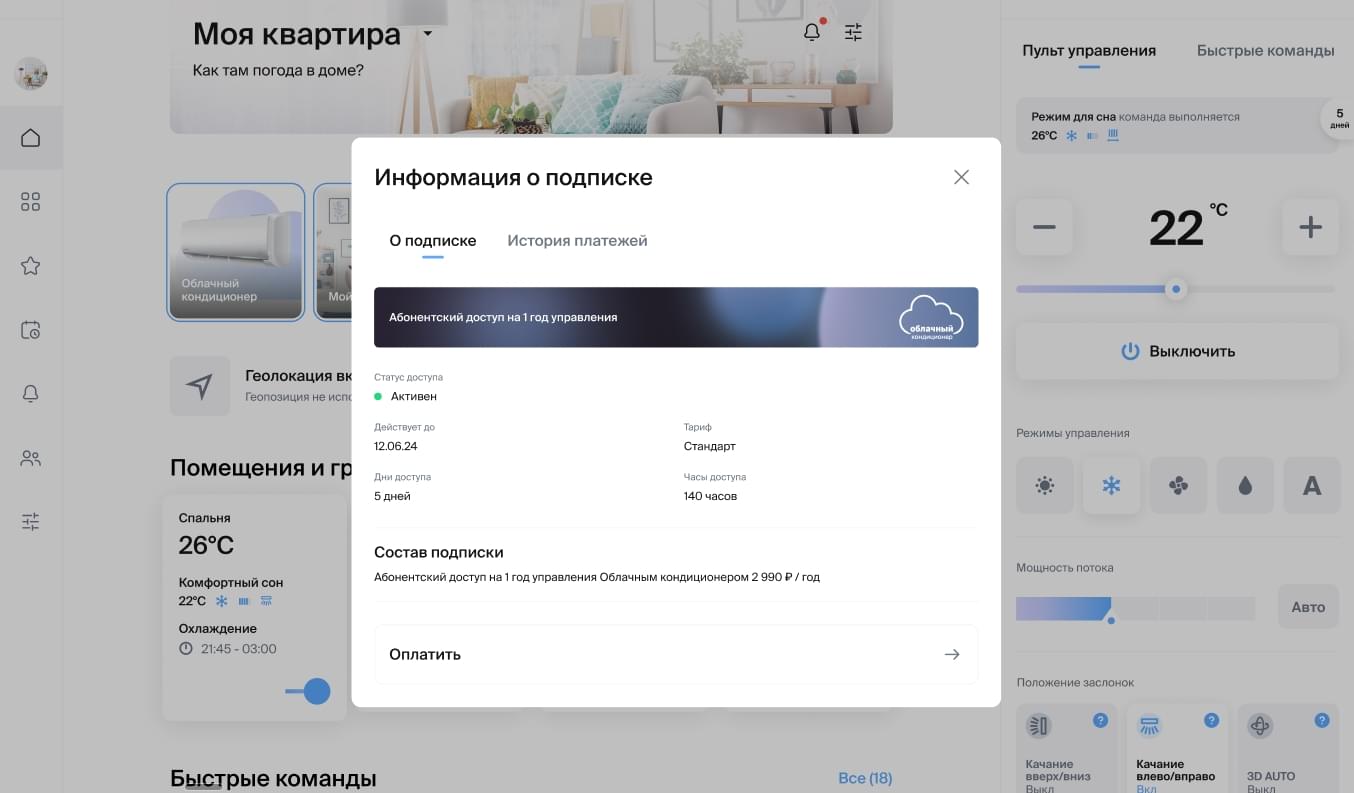 Моя квартира
Как там погода в доме?
Пульт управления
Быстрые команды
Режим для сна команда выполняется
26°C
5
дней
Информация о подписке
О подписке
История платежей
Абонентский доступ на 1 год управления
облачный
кондиционер
Статус доступа
Активен
Действует до
12.06.24
Тариф
Стандарт
Дни доступа
5 дней
Часы доступа
140 часов
Состав подписки
Абонентский доступ на 1 год управления Облачным кондиционером 2 990 ₽ / год
Оплатить
Облачный
кондиционер
Мой
Геолокация вк
Геопозиция не испо
Помещения и гр
Спальня
26°C
Комфортный сон
22°C
Охлаждение
21:45 - 03:00
Быстрые команды
Все (18)
22 °C
Выключить
Режимы управления
A
Мощность потока
Авто
Положение заслонок
?
Качание
вверх/вниз
Выкл
?
Качание
влево/вправо
Вкл
?
3D AUTO
Выкл